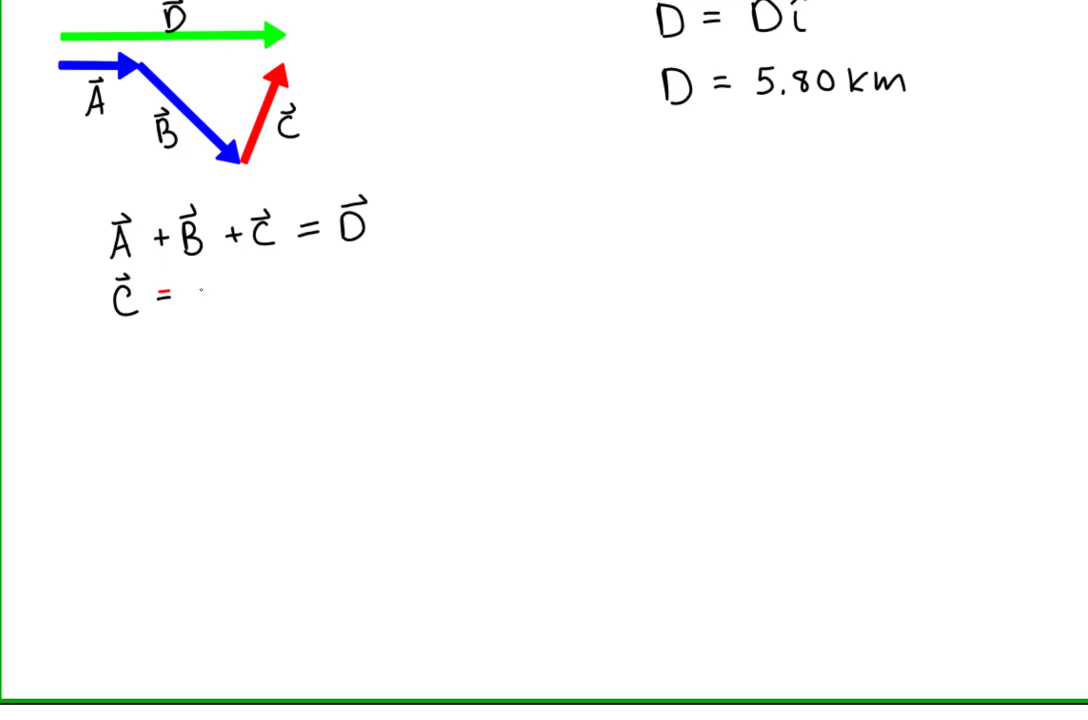 D⃗
D = Dî
A⃗
D = 5.80 km
B⃗
C⃗
A⃗ + B⃗ + C⃗ = D⃗
C⃗ =